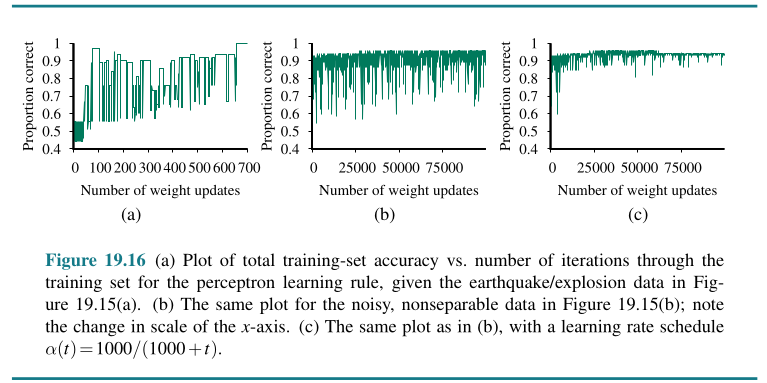 Proportion correct
1
0.9
0.8
0.7
0.6
0.5
0.4
0 100 200 300 400 500 600 700
Number of weight updates
(a)
Proportion correct
1
0.9
0.8
0.7
0.6
0.5
0.4
0 25000 50000 75000
Number of weight updates
(b)
Proportion correct
1
0.9
0.8
0.7
0.6
0.5
0.4
0 25000 50000 75000
Number of weight updates
(c)
Figure 19.16 (a) Plot of total training-set accuracy vs. number of iterations through the
training set for the perceptron learning rule, given the earthquake/explosion data in Fig-
ure 19.15(a). (b) The same plot for the noisy, nonseparable data in Figure 19.15(b); note
the change in scale of the x-axis. (c) The same plot as in (b), with a learning rate schedule
α(t) = 1000/(1000 + t).